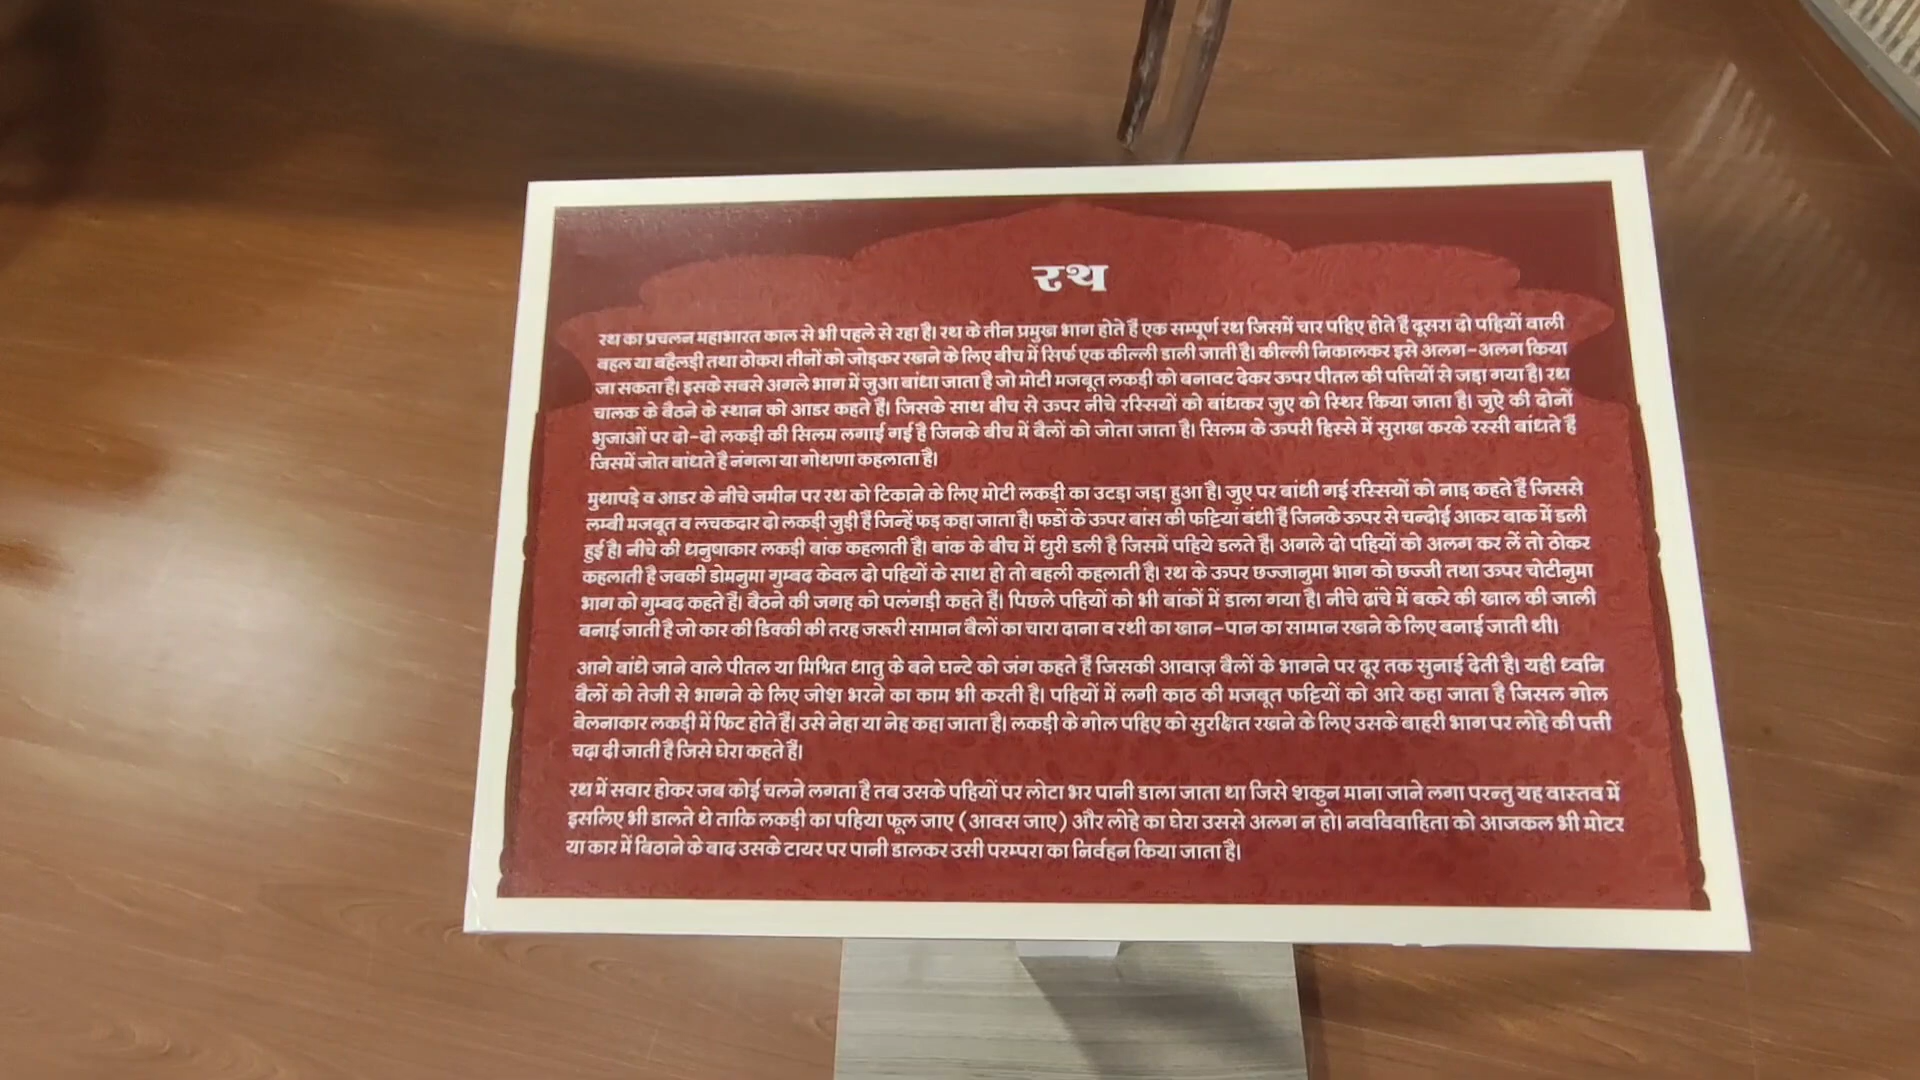 रथ
रथ का प्रचलन महाभारत काल से भी पहले से रहा है। रथ के तीन प्रमुख भाग होते हैं एक सम्पूर्ण रथ जिसमें चार पहिए होते हैं दूसरा दो पहियों वाली
बहल या बहैलड़ी तथा ठोकर। तीनों को जोड़कर रखने के लिए बीच में सिर्फ एक कील्ली डाली जाती है। कील्ली निकालकर इसे अलग-अलग किया
जा सकता है। इसके सबसे अगले भाग में जुआ बांधा जाता है जो मोटी मजबूत लकड़ी को बनावट देकर ऊपर पीतल की पत्तियों से जड़ा गया है। रथ
चालक के बैठने के स्थान को आडर कहते हैं। जिसके साथ बीच से ऊपर नीचे रस्सियों को बांधकर जुए को स्थिर किया जाता है। जुऐ की दोनों
भुजाओं पर दो-दो लकड़ी की सिलम लगाई गई है जिनके बीच में बैलों को जोता जाता है। सिलम के ऊपरी हिस्से में सुराख करके रस्सी बांधते हैं
जिसमें जोत बांधते है नंगला या गोथणा कहलाता है।
मुथापड़े व आडर के नीचे जमीन पर रथ को टिकाने के लिए मोटी लकड़ी का उटड़ा जड़ा हुआ है। जुए पर बांधी गई रस्सियों को नाड़ कहते हैं जिससे
लम्बी मजबूत व लचकदार दो लकड़ी जुड़ी हैं जिन्हें फड़ कहा जाता है। फडों के ऊपर बांस की फट्टियां बंधी हैं जिनके ऊपर से चन्दोई आकर बाक में डली
हुई है। नीचे की धनुषाकार लकड़ी बांक कहलाती है। बांक के बीच में धुरी डली है जिसमें पहिये डलते हैं। अगले दो पहियों को अलग कर लें तो ठोकर
कहलाती है जबकी डोमनुमा गुम्बद केवल दो पहियों के साथ हो तो बहली कहलाती है। रथ के ऊपर छज्जानुमा भाग को छज्जी तथा ऊपर चोटीनुमा
भाग को गुम्बद कहते हैं। बैठने की जगह को पलंगड़ी कहते हैं। पिछले पहियों को भी बांकों में डाला गया है। नीचे ढांचे में बकरे की खाल की जाली
बनाई जाती है जो कार की डिक्की की तरह जरूरी सामान बैलों का चारा दाना व रथी का खान-पान का सामान रखने के लिए बनाई जाती थी।
आगे बांधे जाने वाले पीतल या मिश्रित धातु के बने घन्टे को जंग कहते हैं जिसकी आवाज़ बैलों के भागने पर दूर तक सुनाई देती है। यही ध्वनि
बैलों को तेजी से भागने के लिए जोश भरने का काम भी करती है। पहियों में लगी काठ की मजबूत फट्टियों को आरे कहा जाता है जिसल गोल
बेलनाकार लकड़ी में फिट होते हैं। उसे नेहा या नेह कहा जाता है। लकड़ी के गोल पहिए को सुरक्षित रखने के लिए उसके बाहरी भाग पर लोहे की पत्ती
चढ़ा दी जाती है जिसे घेरा कहते हैं।
रथ में सवार होकर जब कोई चलने लगता है तब उसके पहियों पर लोटा भर पानी डाला जाता था जिसे शकुन माना जाने लगा परन्तु यह वास्तव में
इसलिए भी डालते थे ताकि लकड़ी का पहिया फूल जाए (आवस जाए) और लोहे का घेरा उससे अलग न हो। नवविवाहिता को आजकल भी मोटर
या कार में बिठाने के बाद उसके टायर पर पानी डालकर उसी परम्परा का निर्वहन किया जाता है।